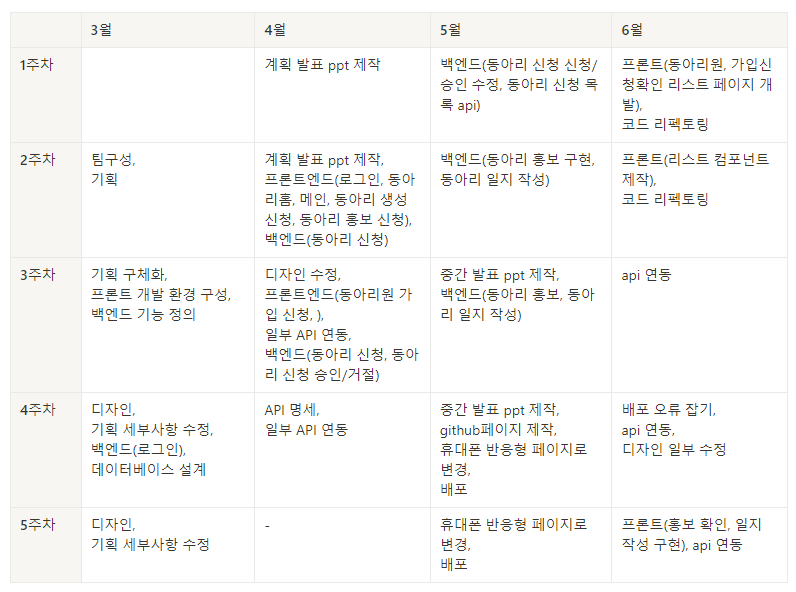 3월
4월
5월
6월
1주차
계획 발표 ppt 제작
백엔드(동아리 신청 신청/
승인 수정, 동아리 신청 목
록 api)
프론트(동아리원, 가입신
청확인 리스트 페이지 개
발),
코드 리펙토링
2주차
팀구성,
기획
계획 발표 ppt 제작,
프론트엔드(로그인, 동아
리홈, 메인, 동아리 생성
신청, 동아리 홍보 신청),
백엔드(동아리 신청)
백엔드(동아리 홍보 구현,
동아리 일지 작성)
프론트(리스트 컴포넌트
제작),
코드 리펙토링
3주차
기획 구체화,
프론트 개발 환경 구성,
백엔드 기능 정의
디자인 수정,
프론트엔드(동아리원 가
입 신청, ),
일부 API 연동,
백엔드(동아리 신청, 동아
리 신청 승인/거절)
중간 발표 ppt 제작,
백엔드(동아리 홍보, 동아
리 일지 작성)
api 연동
4주차
디자인,
기획 세부사항 수정,
백엔드(로그인),
데이터베이스 설계
API 명세,
일부 API 연동
중간 발표 ppt 제작,
github페이지 제작,
휴대폰 반응형 페이지로
변경,
배포
배포 오류 잡기,
api 연동,
디자인 일부 수정
5주차
디자인,
기획 세부사항 수정
-
휴대폰 반응형 페이지로
변경,
배포
프론트(홍보 확인, 일지
작성 구현), api 연동